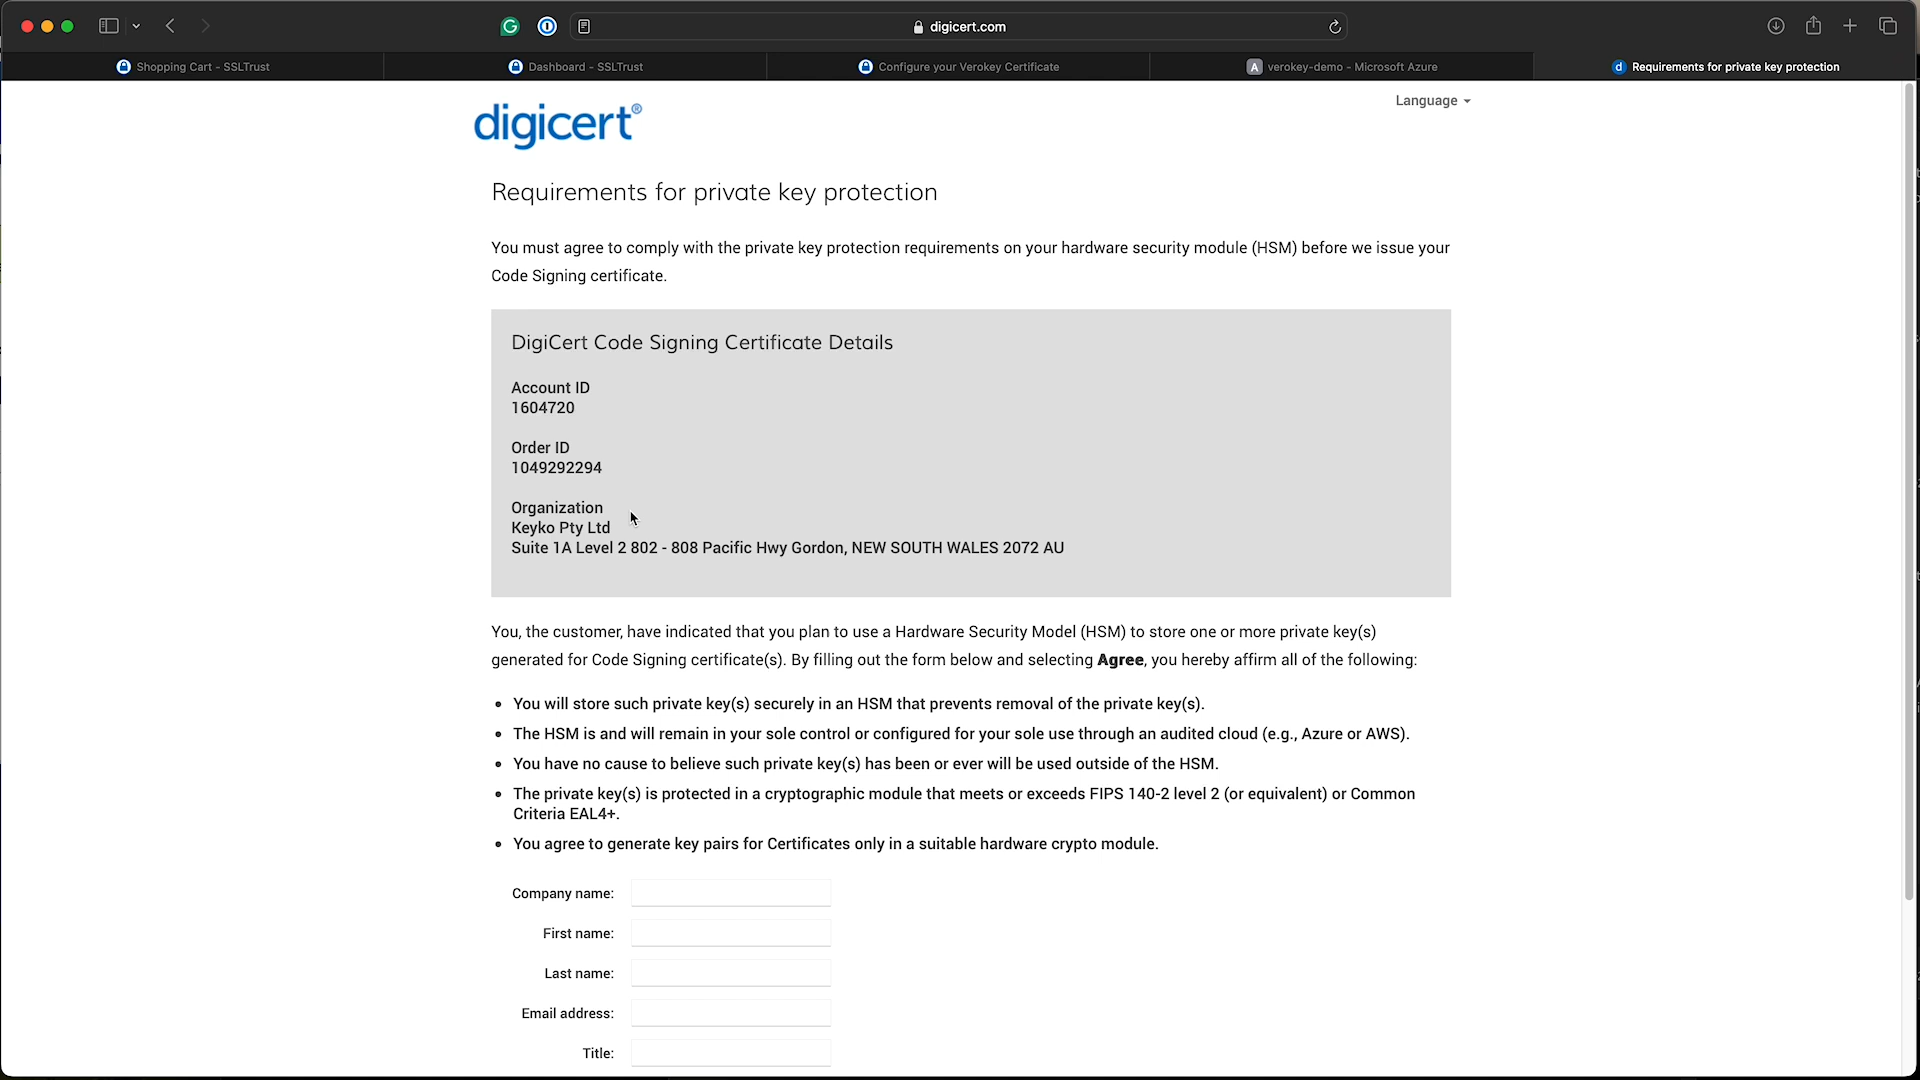 digicert.com
Shopping Cart - SSLTrust
Dashboard - SSLTrust
Configure your Verokey Certificate
A verokey-demo - Microsoft Azure
d Requirements for private key protection
digicert®
Language
Requirements for private key protection
You must agree to comply with the private key protection requirements on your hardware security module (HSM) before we issue your
Code Signing certificate.
DigiCert Code Signing Certificate Details
Account ID
1604720
Order ID
1049292294
Organization
Keyko Pty Ltd
Suite 1A Level 2 802 - 808 Pacific Hwy Gordon, NEW SOUTH WALES 2072 AU
You, the customer, have indicated that you plan to use a Hardware Security Model (HSM) to store one or more private key(s)
generated for Code Signing certificate(s). By filling out the form below and selecting Agree, you hereby affirm all of the following:
• You will store such private key(s) securely in an HSM that prevents removal of the private key(s).
• The HSM is and will remain in your sole control or configured for your sole use through an audited cloud (e.g., Azure or AWS).
• You have no cause to believe such private key(s) has been or ever will be used outside of the HSM.
• The private key(s) is protected in a cryptographic module that meets or exceeds FIPS 140-2 level 2 (or equivalent) or Common
Criteria EAL4+.
• You agree to generate key pairs for Certificates only in a suitable hardware crypto module.
Company name:
First name:
Last name:
Email address:
Title: